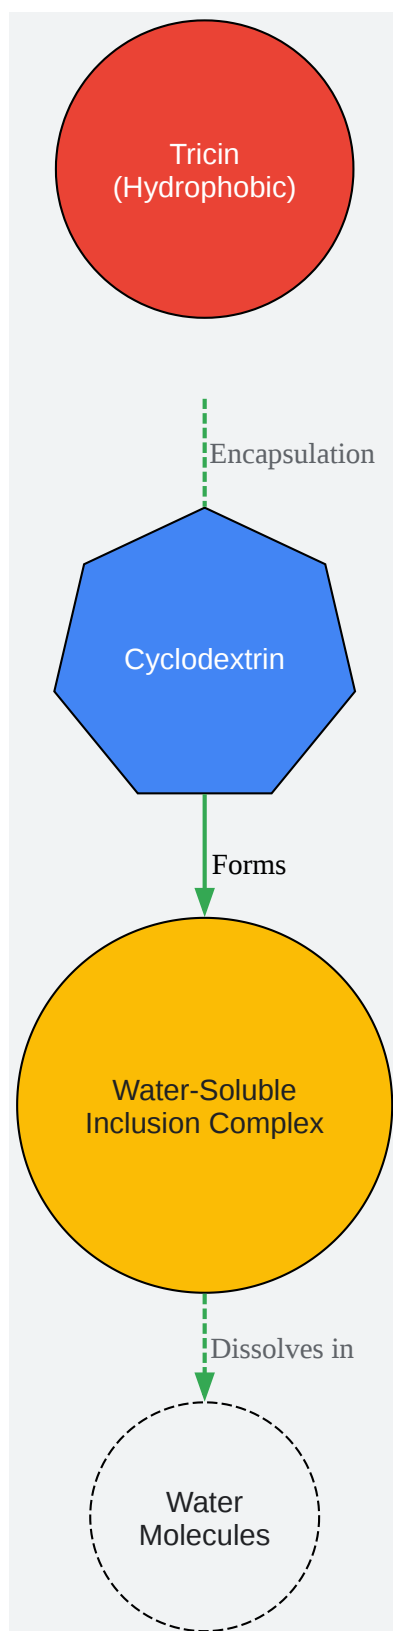 Tricin
(Hydrophobic)
Encapsulation
Cyclodextrin
Forms
Water-Soluble
Inclusion Complex
Dissolves in
Water
Molecules